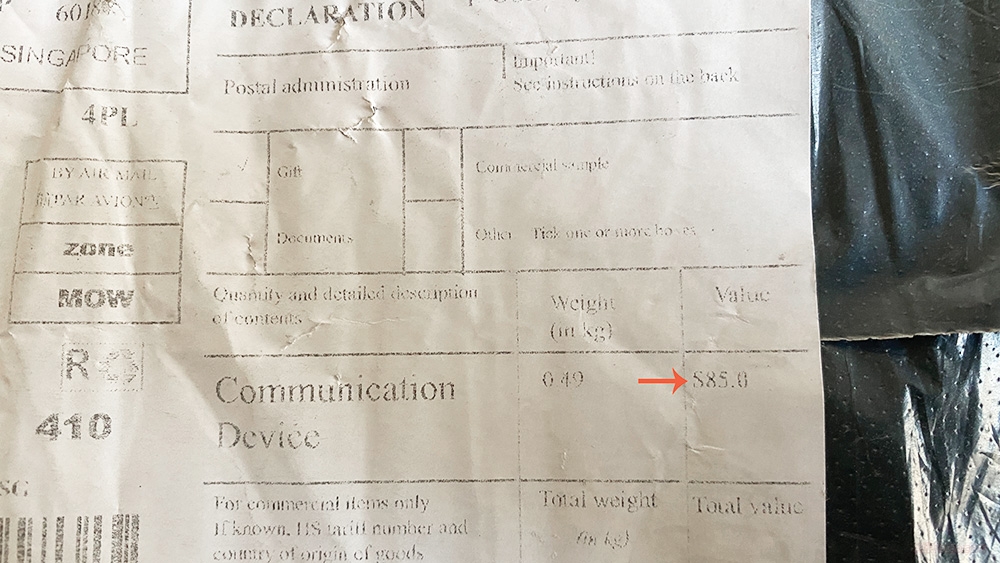 SINGAPORE
4PL
BY AIR MAIL
PAR AVION
zone
MOW
R
410
SG
DECLARATION
Postal administration
Important!
See instructions on the back
Gift
Commercial sample
Documents
Other Tick one or more boxes
Quantity and detailed description
of contents
Weight
(in kg)
Value
Communication
Device
0.49
$85.0
For commercial items only
If known, HS tariff number and
country of origin of goods
Total weight
(in kg)
Total value